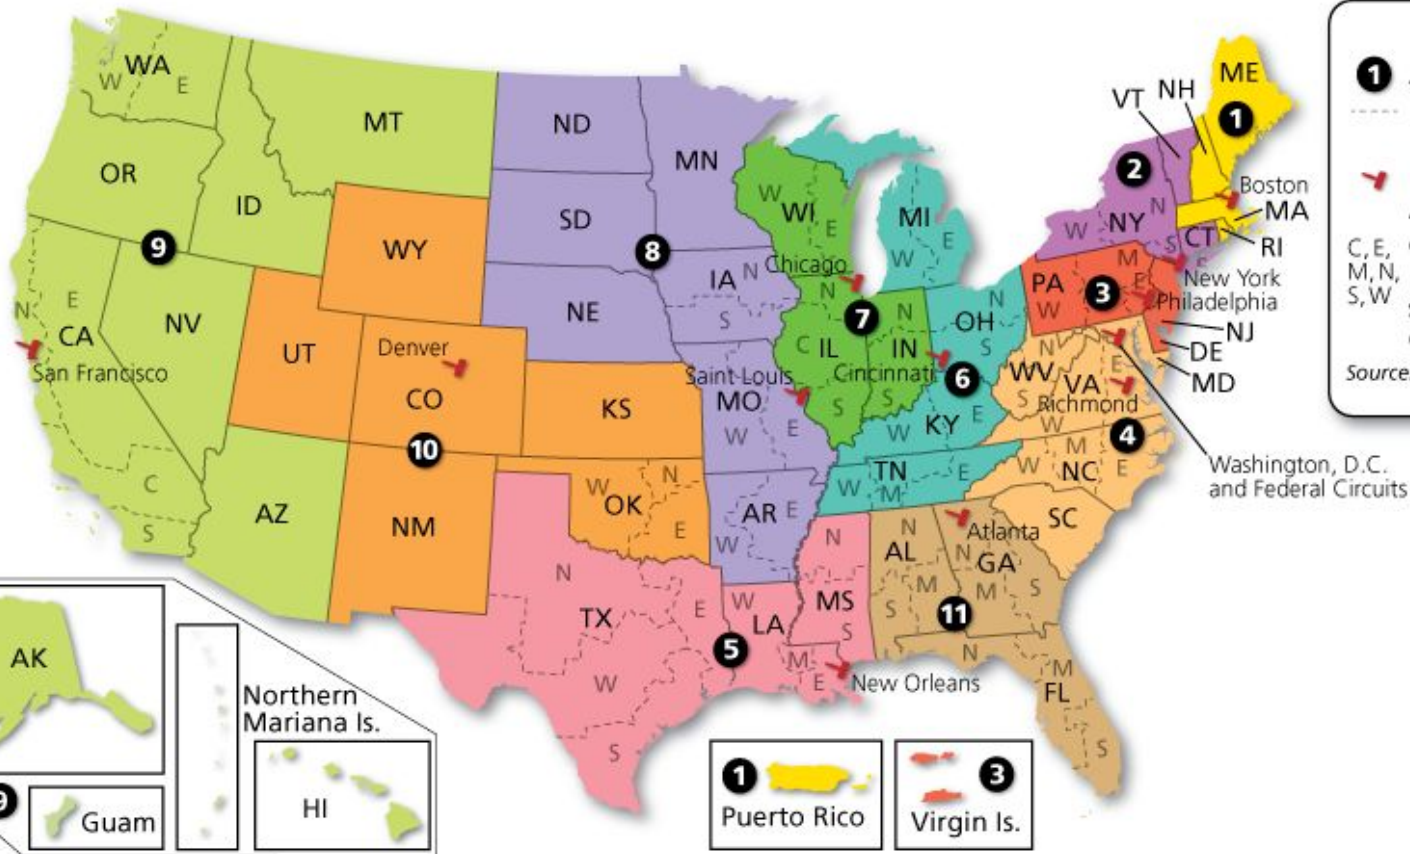 WA
W
E
MT
ND
MN
OR
ID
SD
WY
9
8
NV
UT
CA
N
E
San Francisco
Denver
CO
NE
KS
10
C
S
AZ
NM
OK
W
N
E
IA
N
S
Saint Louis
MO
W
E
AR
E
W
WI
W
E
Chicago
MI
E
W
N
7
IL
C
S
N
IN
S
Cincinnati
OH
N
S
6
KY
E
W
TN
W
M
E
VT
NH
ME
1
2
NY
W
N
S
Boston
MA
CT
RI
New York
PA
M
W
E
3
Philadelphia
NJ
DE
MD
WV
N
S
VA
E
W
Richmond
4
NC
W
M
E
SC
Washington, D.C.
and Federal Circuits
Atlanta
AL
N
M
S
GA
N
M
S
11
FL
N
M
S
MS
N
S
TX
N
E
W
S
5
LA
W
M
E
New Orleans
AK
Northern
Mariana Is.
9
Guam
HI
1
Puerto Rico
3
Virgin Is.
1
C, E,
M, N,
S, W
Source